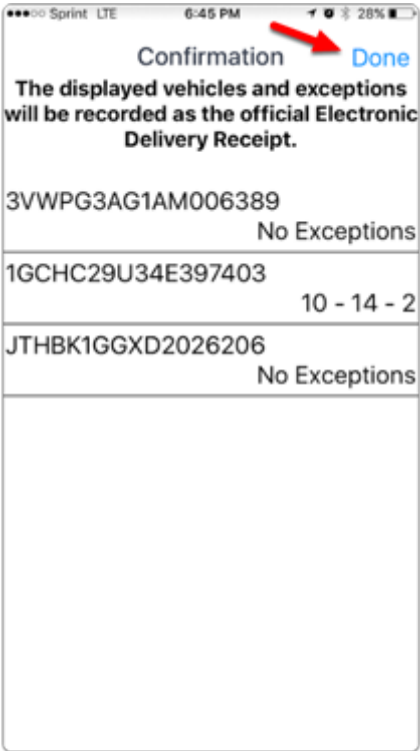 Sprint LTE 6:45 PM 28%
Confirmation Done
The displayed vehicles and exceptions
will be recorded as the official Electronic
Delivery Receipt.
3VWPG3AG1AM006389
No Exceptions
1GCHC29U34E397403
10 - 14 - 2
JTHBK1GGXD2026206
No Exceptions